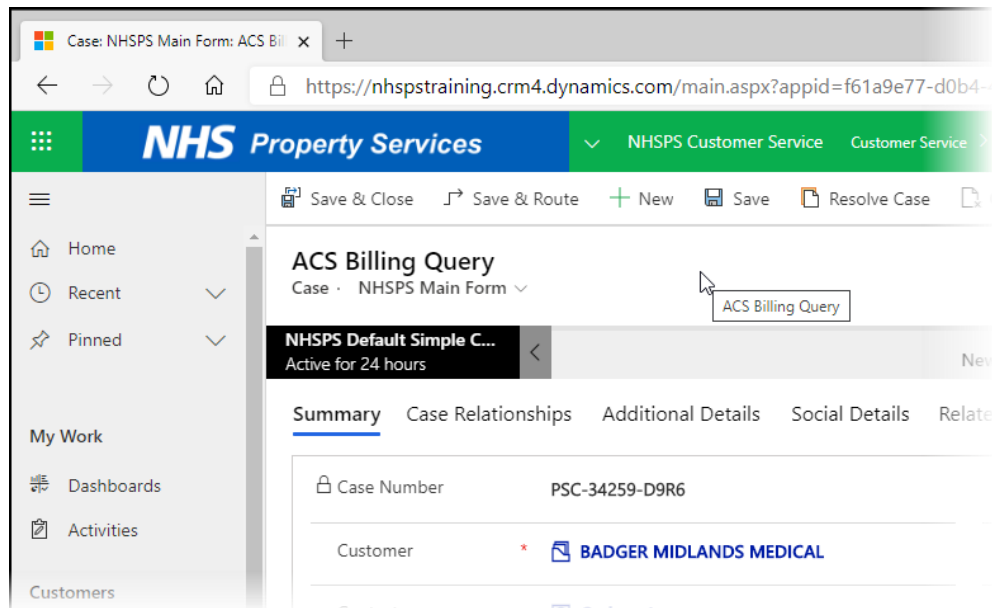 Case: NHSPS Main Form: ACS Bil
https://nhspstraining.crm4.dynamics.com/main.aspx?appid=f61a9e77-d0b4-
NHS Property Services
NHSPS Customer Service Customer Service
Save & Close Save & Route New Save Resolve Case
Home
Recent
Pinned
ACS Billing Query
Case · NHSPS Main Form
ACS Billing Query
NHSPS Default Simple C...
Active for 24 hours
New
Summary Case Relationships Additional Details Social Details Relate
My Work
Dashboards
Activities
Customers
Case Number PSC-34259-D9R6
Customer * BADGER MIDLANDS MEDICAL